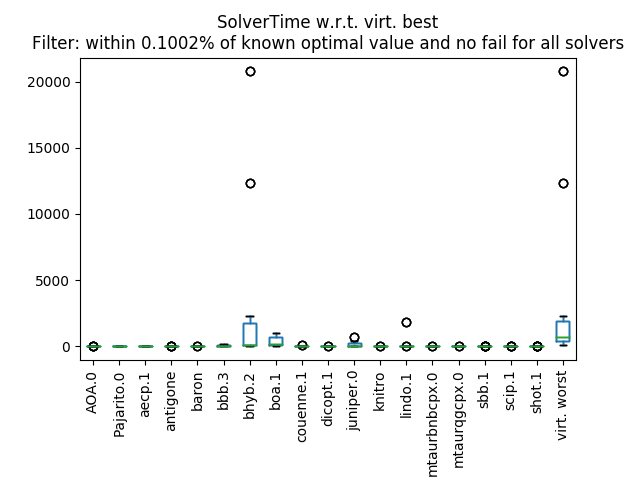 SolverTime w.r.t. virt. best
Filter: within 0.1002% of known optimal value and no fail for all solvers
20000
15000
10000
5000
0
AOA.0
Pajarito.0
aecp.1
antigone
baron
bbb.3
bhyb.2
boa.1
couenne.1
dicopt.1
juniper.0
knitro
lindo.1
mtaurbnbcpx.0
mtaurqgcpx.0
sbb.1
scip.1
shot.1
virt. worst